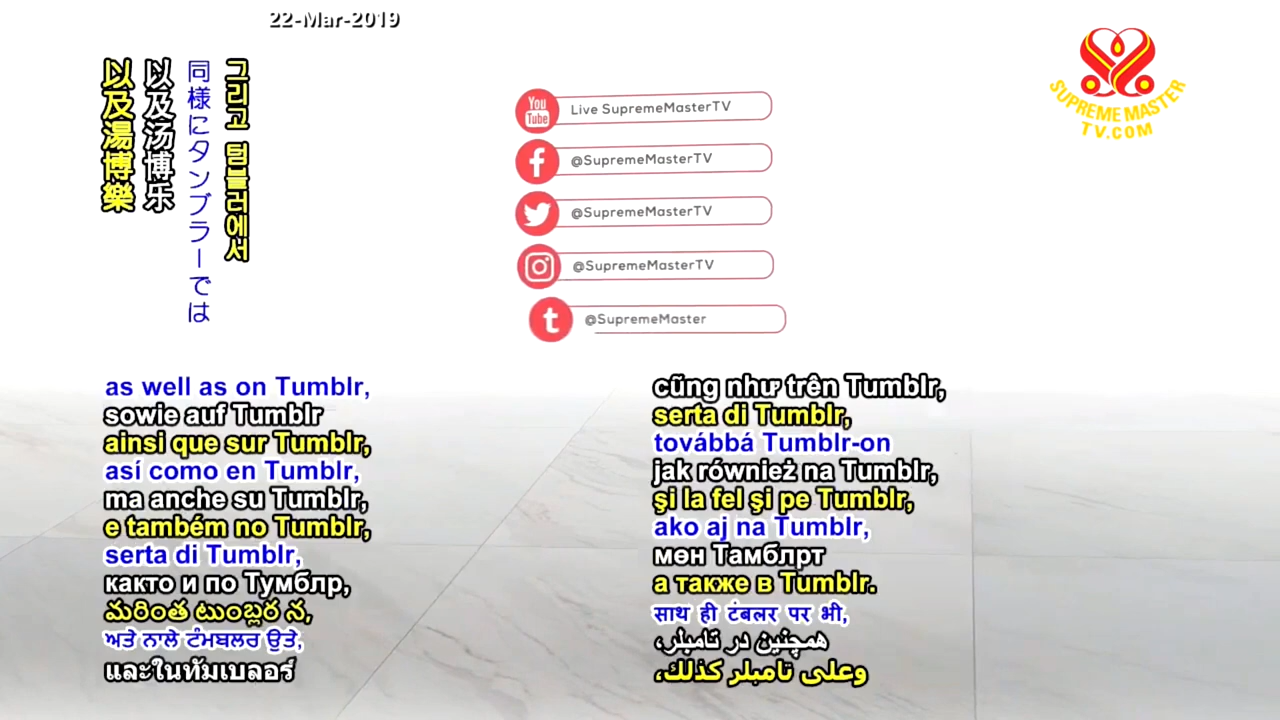 22-Mar-2019
以及湯博樂
以及汤博乐
同様にタンブラーでは
그리고 텀블러에서
You Tube
Live SupremeMasterTV
@SupremeMasterTV
@SupremeMasterTV
@SupremeMasterTV
@SupremeMaster
SUPREME MASTER
TV.COM
as well as on Tumblr,
sowie auf Tumblr
ainsi que sur Tumblr,
así como en Tumblr,
ma anche su Tumblr,
e também no Tumblr,
serta di Tumblr,
както и по Тумблр,
మరింత టుంబ్లర న,
ਅਤੇ ਨਾਲੇ ਟੰਮਬਲਰ ਉਤੇ,
และในทัมเบลอร์
cũng như trên Tumblr,
serta di Tumblr,
továbbá Tumblr-on
jak również na Tumblr,
şi la fel şi pe Tumblr,
ako aj na Tumblr,
мөн Тамблрт
а также в Tumblr.
साथ ही टंबलर पर भी,
همچنین در تامبلر،
وعلى تامبلر كذلك،